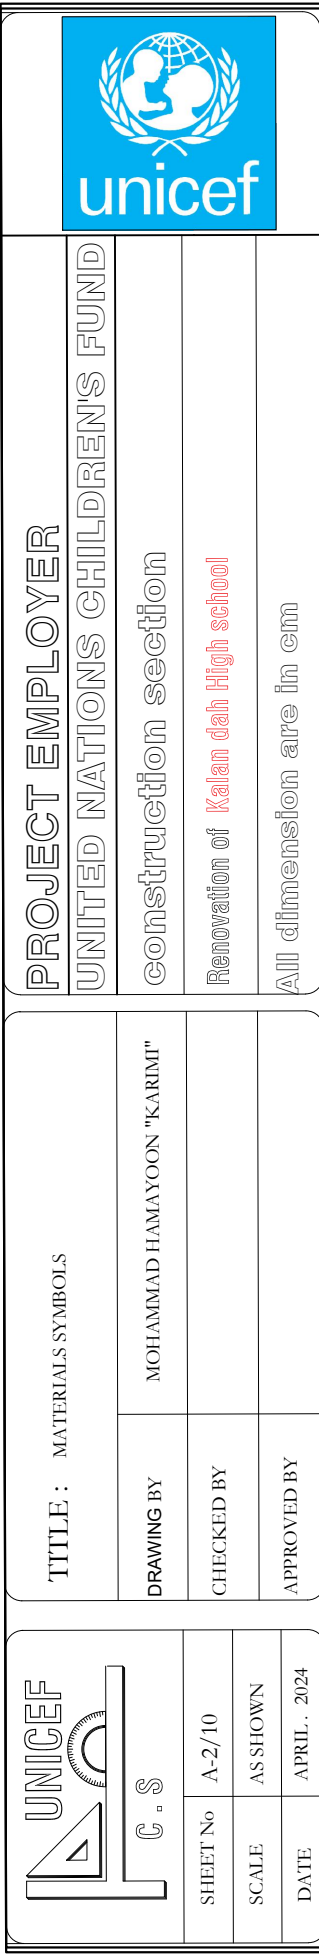 unicef
PROJECT EMPLOYER
UNITED NATIONS CHILDREN'S FUND
construction section
Renovation of Kalan dah High school
All dimension are in cm
TITLE : MATERIALS SYMBOLS
DRAWING BY MOHAMMAD HAMAYOON "KARIMI"
CHECKED BY
APPROVED BY
UNICEF
C . S
SHEET No A-2/10
SCALE AS SHOWN
DATE APRIL . 2024